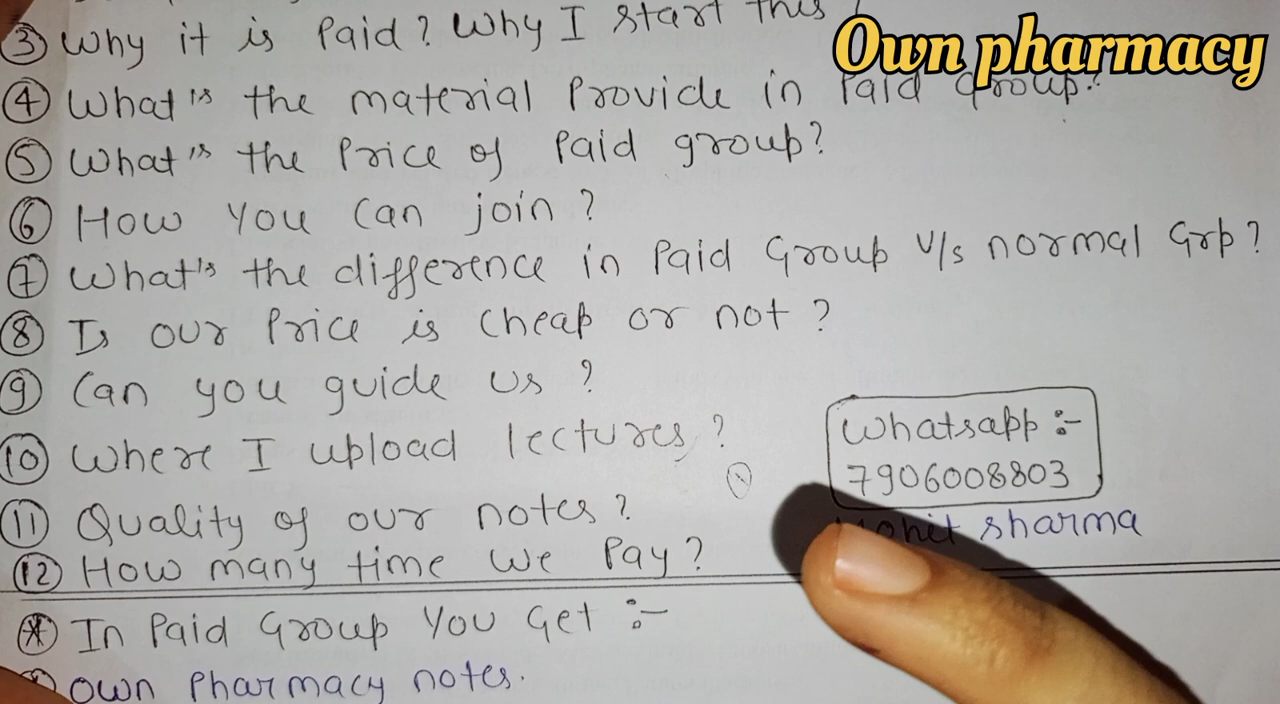 ③ Why it is Paid? Why I start this ?
Own pharmacy
④ What's the material Provide in Paid Group?
⑤ What's the Price of Paid group?
⑥ How you can join ?
⑦ What's the difference in Paid Group v/s normal Grp ?
⑧ Is our Price is cheap or not ?
⑨ Can you guide us ?
⑩ Where I upload lectures ?
Whatsapp :-
7906008803
⑪ Quality of our notes ?
sharma
⑫ How many time we Pay ?
* In Paid Group You Get :-
Own Pharmacy notes.